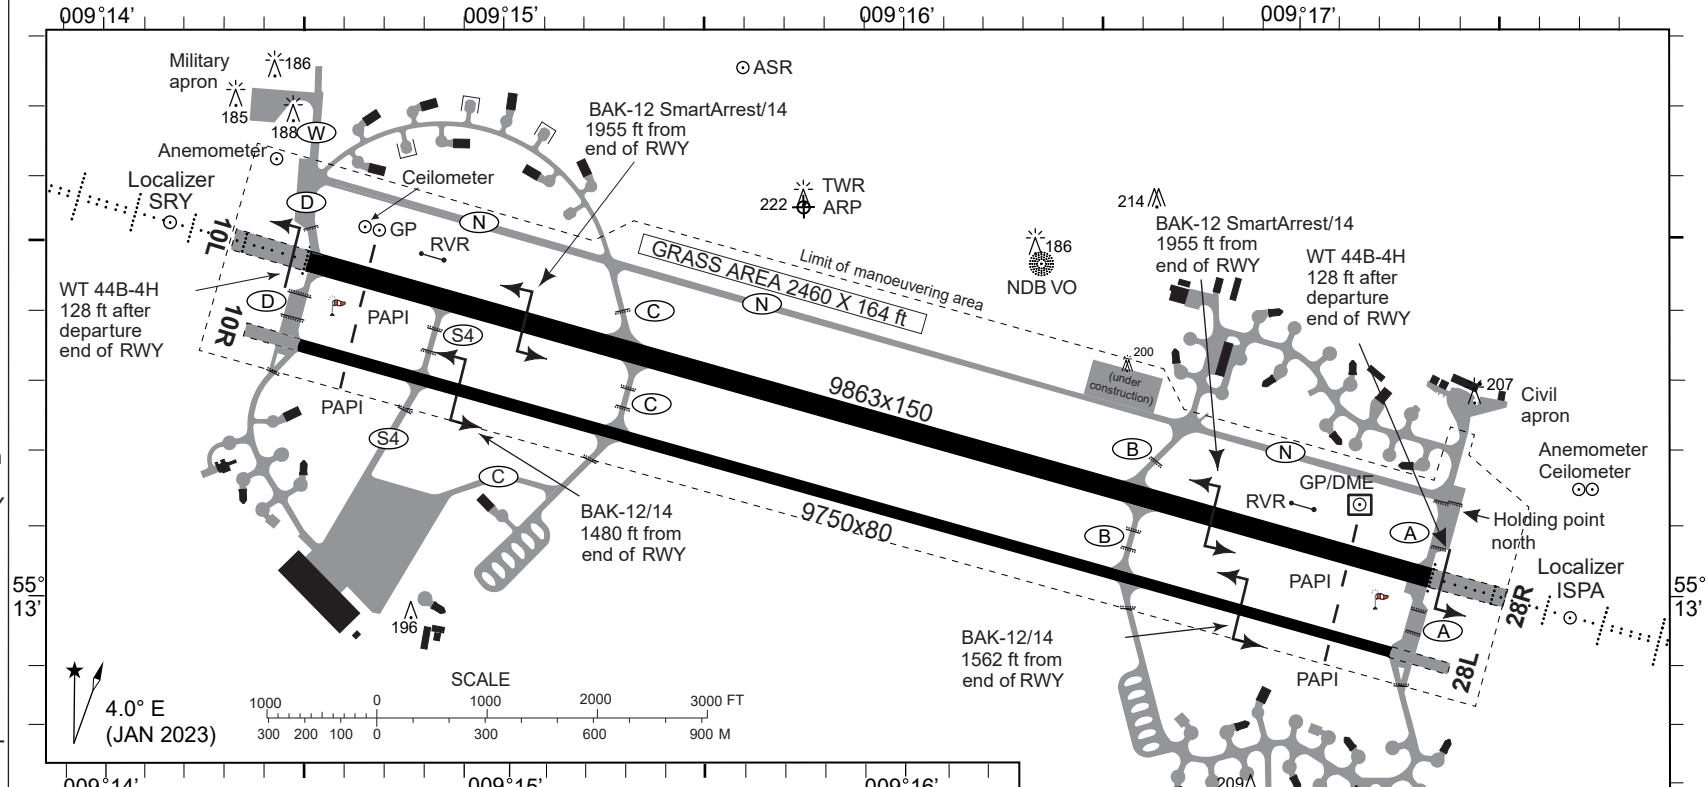 009°14’
009°15’
009°16’
009°17’
Military
apron
186
185
188
W
ASR
Anemometer
Localizer
SRY
D
Ceilometer
GP
RVR
N
BAK-12 SmartArrest/14
1955 ft from
end of RWY
222
TWR
ARP
214
186
NDB VO
BAK-12 SmartArrest/14
1955 ft from
end of RWY
WT 44B-4H
128 ft after
departure
end of RWY
10L
GRASS AREA 2460 X 164 ft
Limit of manoeuvering area
WT 44B-4H
128 ft after
departure
end of RWY
D
10R
PAPI
S4
C
N
200
(under
construction)
207
Civil
apron
PAPI
S4
C
C
9863x150
B
N
Anemometer
Ceilometer
GP/DME
RVR
BAK-12/14
1480 ft from
end of RWY
9750x80
B
A
Holding point
north
Localizer
ISPA
PAPI
28R
A
55°
13’
55°
13’
196
BAK-12/14
1562 ft from
end of RWY
PAPI
28L
4.0° E
(JAN 2023)
SCALE
1000 0 1000 2000 3000 FT
300 200 100 0 300 600 900 M
209
009°14’
009°15’
009°16’